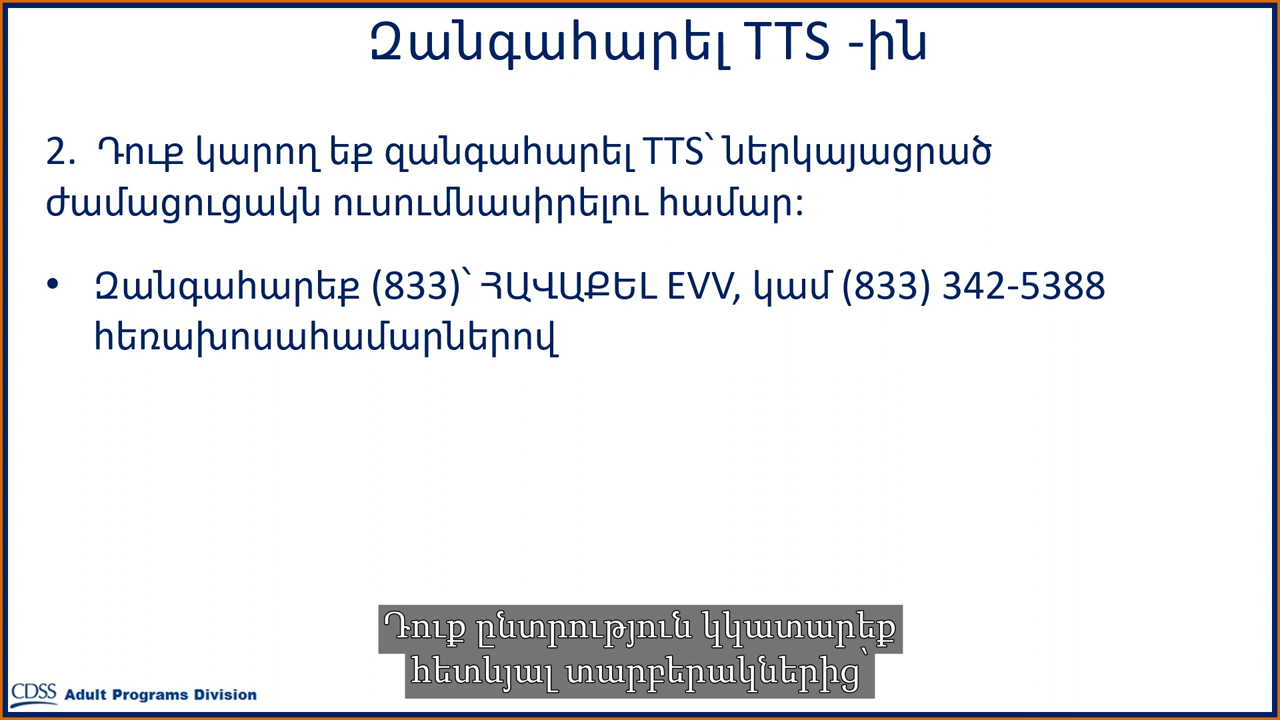 Զանգահարել TTS -ին
2. Դուք կարող եք զանգահարել TTS՝ ներկայացրած
ժամացուցակն ուսումնասիրելու համար:
• Զանգահարեք (833)՝ ՀԱՎԱՔԵԼ EVV, կամ (833) 342-5388
հեռախոսահամարներով
Դուք ընտրություն կկատարեք
հետևյալ տարբերակներից՝
CDSS Adult Programs Division